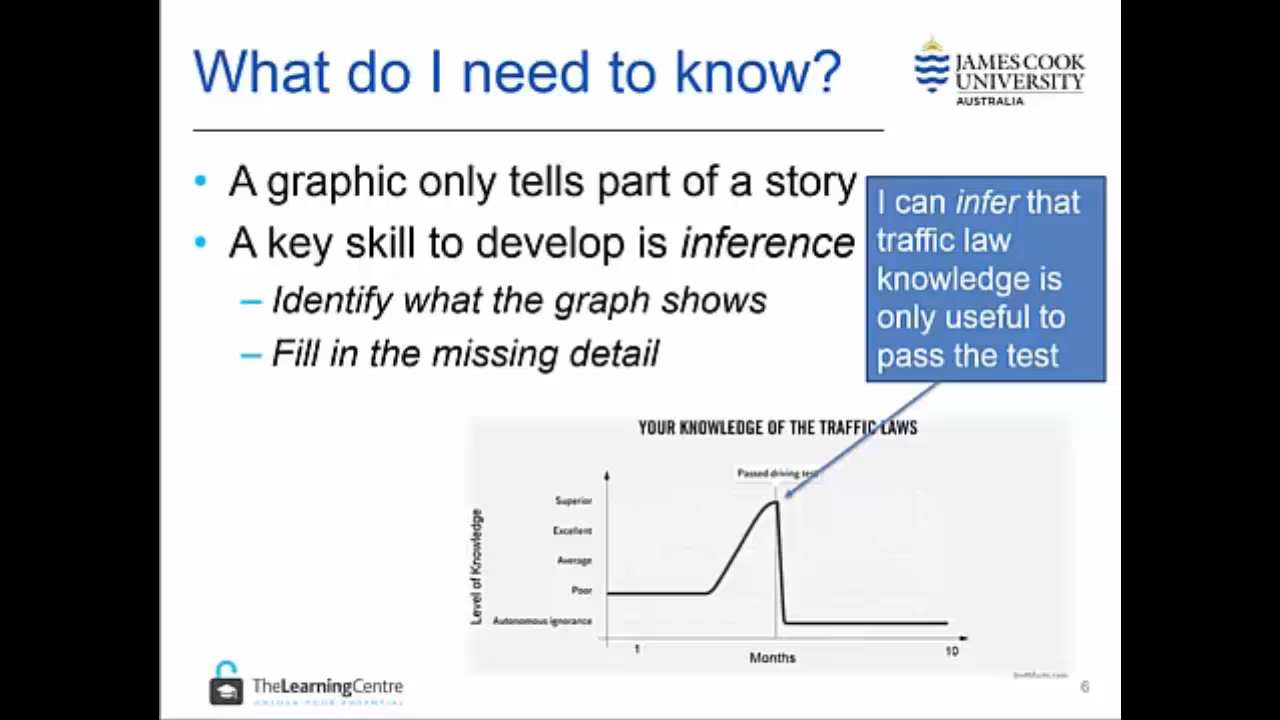 What do I need to know?
JAMES COOK
UNIVERSITY
AUSTRALIA
• A graphic only tells part of a story
• A key skill to develop is inference
– Identify what the graph shows
– Fill in the missing detail
I can infer that
traffic law
knowledge is
only useful to
pass the test
YOUR KNOWLEDGE OF THE TRAFFIC LAWS
Passed driving test
Superior
Excellent
Average
Poor
Autonomous ignorance
Level of Knowledge
1
10
Months
TheLearningCentre
UNLOCK YOUR POTENTIAL
6